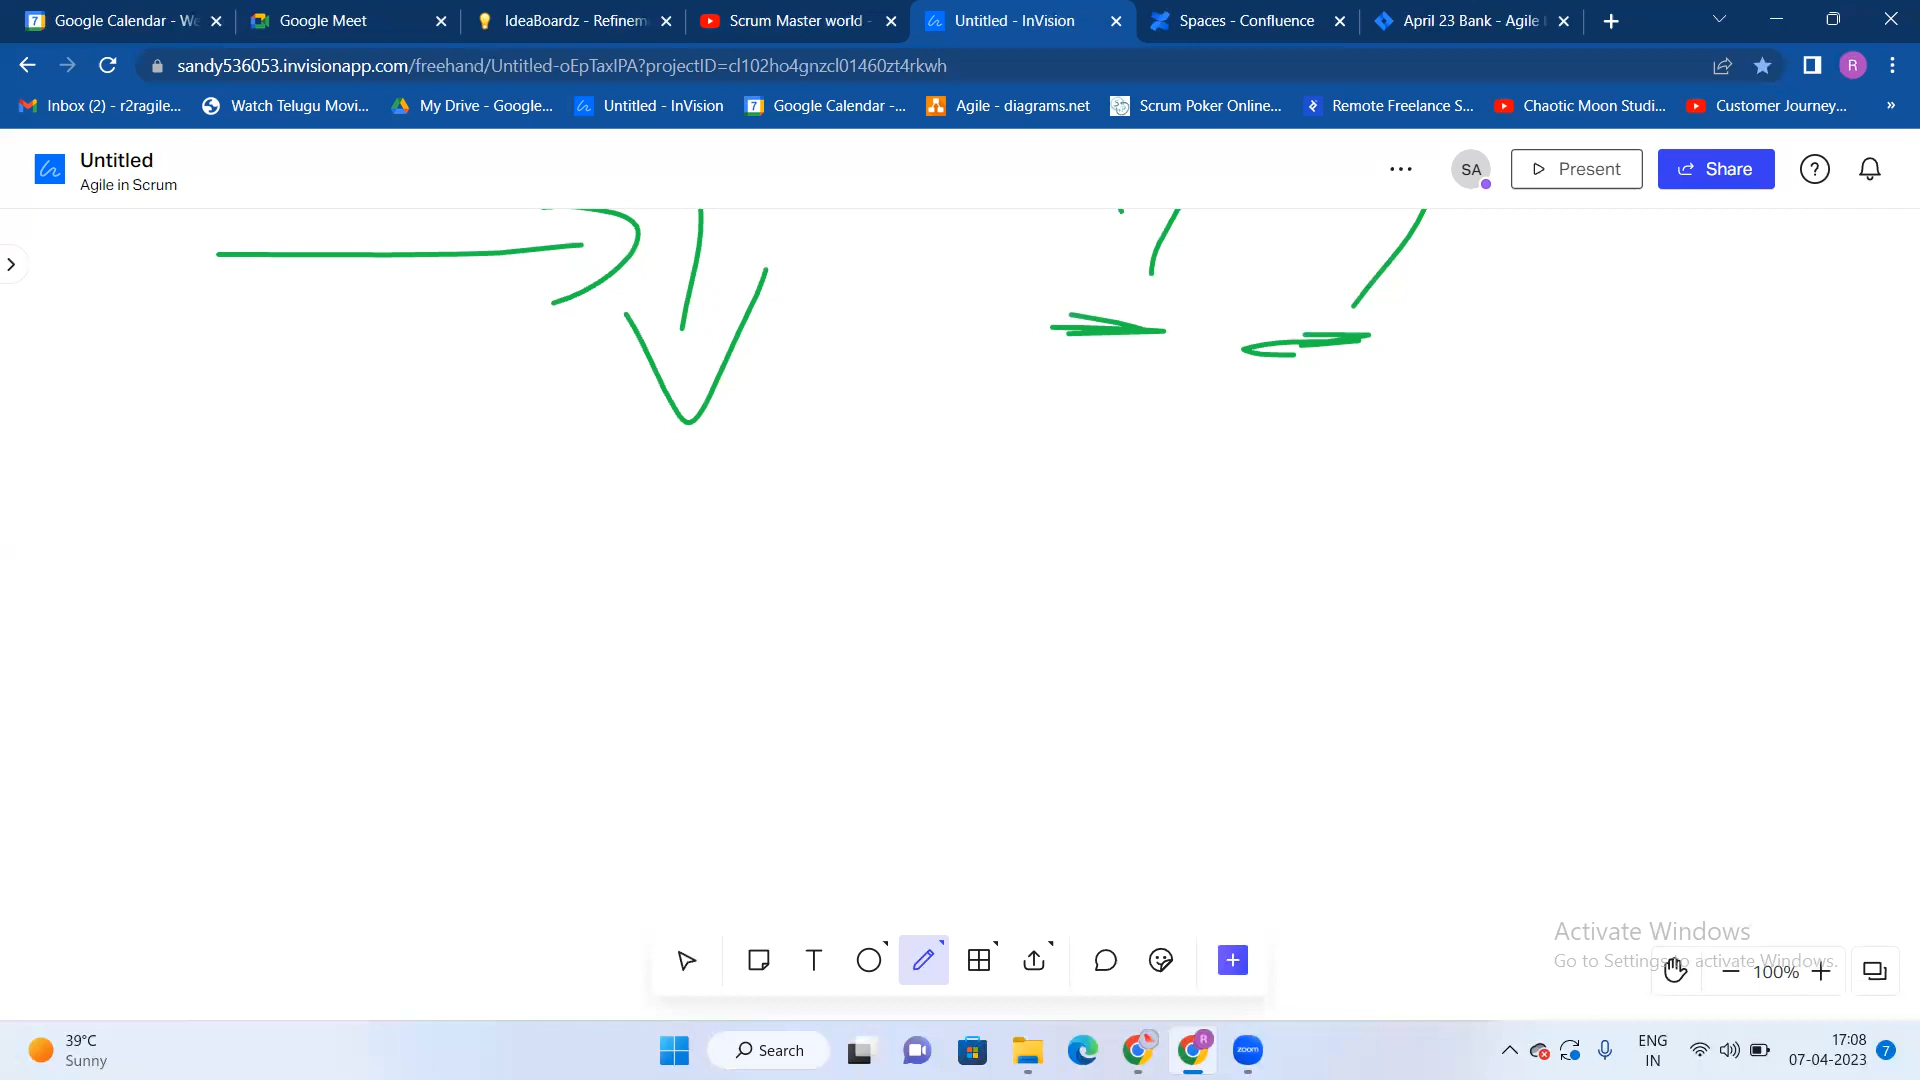 Google Calendar - We
Google Meet
IdeaBoardz - Refinem
Scrum Master world -
Untitled - InVision
Spaces - Confluence
April 23 Bank - Agile
sandy536053.invisionapp.com/freehand/Untitled-oEpTaxIPA?projectID=cl102ho4gnzcl01460zt4rkwh
R
Inbox (2) - r2ragile...
Watch Telugu Movi...
My Drive - Google...
Untitled - InVision
7
Google Calendar -...
Agile - diagrams.net
Scrum Poker Online...
Remote Freelance S...
Chaotic Moon Studi...
Customer Journey...
Untitled
Agile in Scrum
SA
Present
Share
Activate Windows
Go to Settings to activate Windows.
100%
39°C
Sunny
Search
R
zoom
ENG
IN
17:08
07-04-2023
7